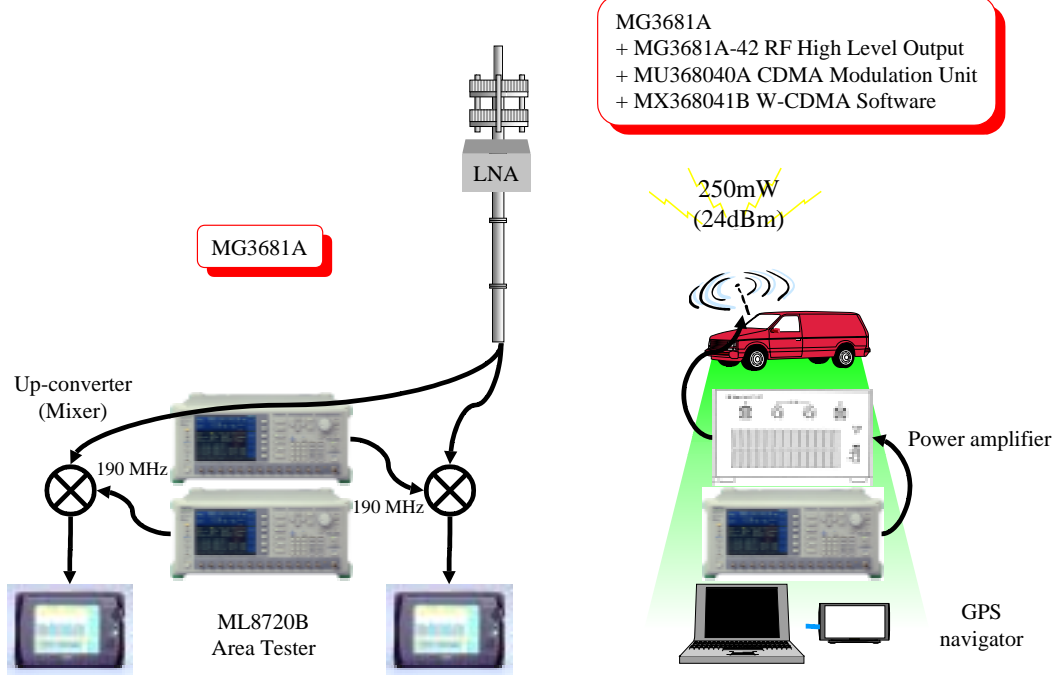 MG3681A
+ MG3681A-42 RF High Level Output
+ MU368040A CDMA Modulation Unit
+ MX368041B W-CDMA Software
LNA
250mW
(24dBm)
MG3681A
Up-converter
(Mixer)
190 MHz
190 MHz
Power amplifier
ML8720B
Area Tester
GPS
navigator